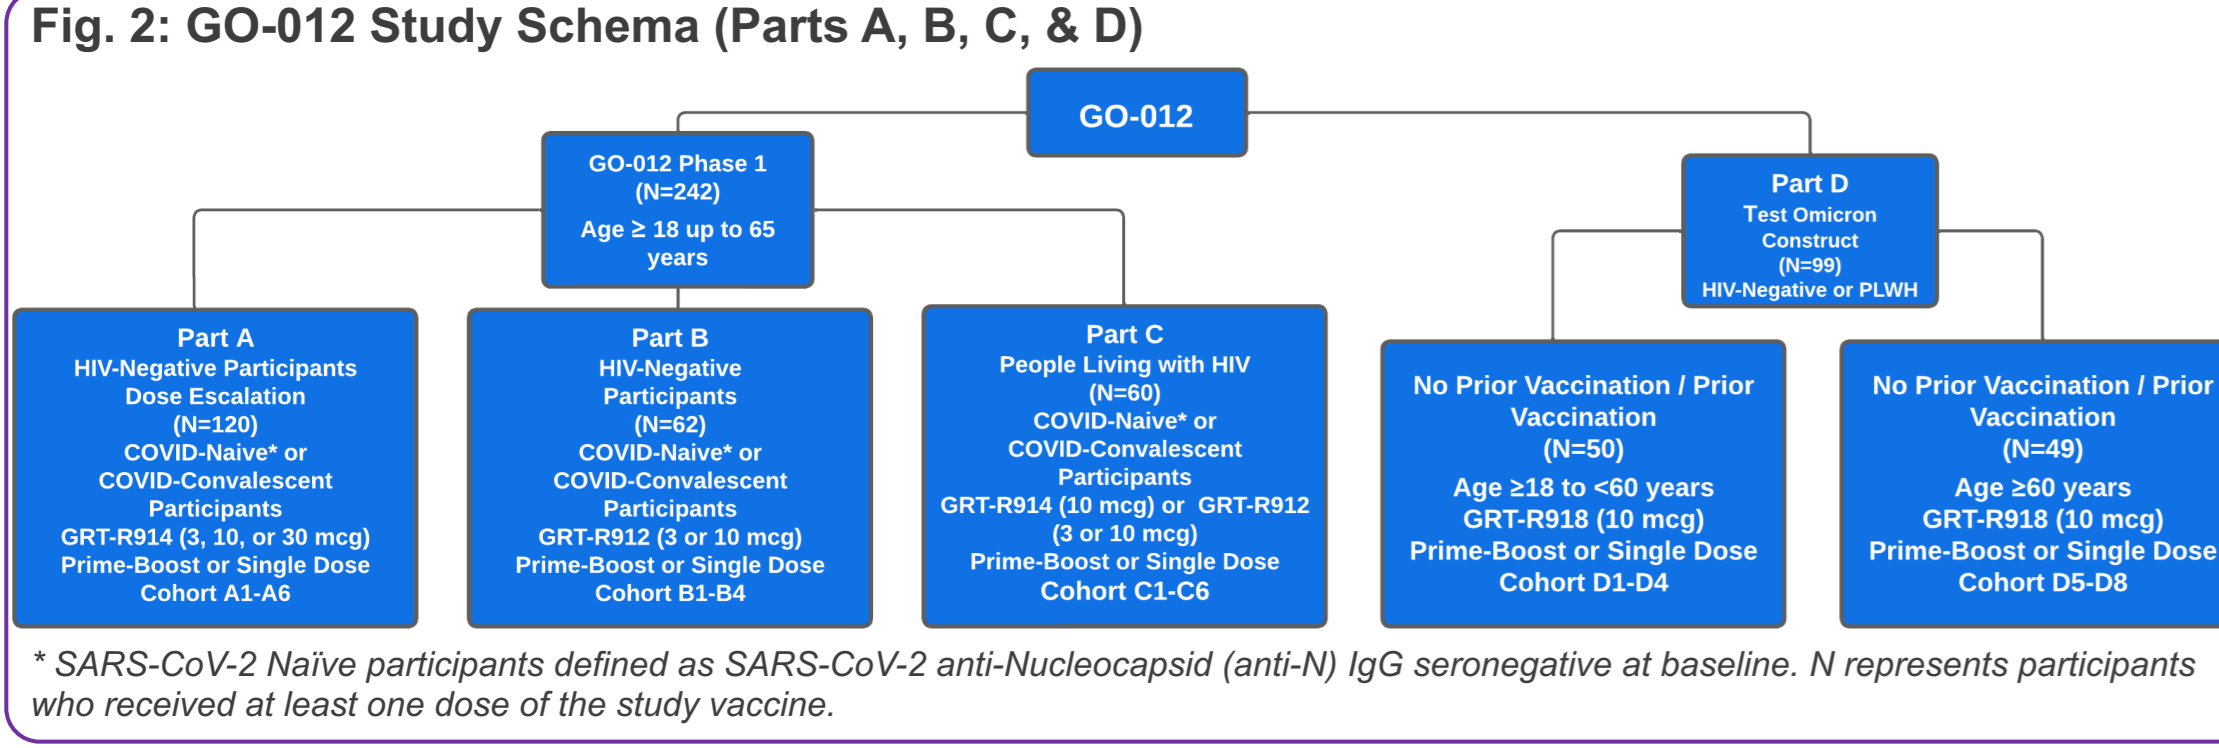 Fig. 2: GO-012 Study Schema (Parts A, B, C, & D)
GO-012
GO-012 Phase 1
(N=242)
Age ≥ 18 up to 65
years
Part D
Test Omicron
Construct
(N=99)
HIV-Negative or PLWH
Part A
HIV-Negative Participants
Dose Escalation
(N=120)
COVID-Naive* or
COVID-Convalescent
Participants
GRT-R914 (3, 10, or 30 mcg)
Prime-Boost or Single Dose
Cohort A1-A6
Part B
HIV-Negative
Participants
(N=62)
COVID-Naive* or
COVID-Convalescent
Participants
GRT-R912 (3 or 10 mcg)
Prime-Boost or Single Dose
Cohort B1-B4
Part C
People Living with HIV
(N=60)
COVID-Naive* or
COVID-Convalescent
Participants
GRT-R914 (10 mcg) or GRT-R912
(3 or 10 mcg)
Prime-Boost or Single Dose
Cohort C1-C6
No Prior Vaccination / Prior
Vaccination
(N=50)
Age ≥18 to <60 years
GRT-R918 (10 mcg)
Prime-Boost or Single Dose
Cohort D1-D4
No Prior Vaccination / Prior
Vaccination
(N=49)
Age ≥60 years
GRT-R918 (10 mcg)
Prime-Boost or Single Dose
Cohort D5-D8
* SARS-CoV-2 Naïve participants defined as SARS-CoV-2 anti-Nucleocapsid (anti-N) IgG seronegative at baseline. N represents participants
who received at least one dose of the study vaccine.